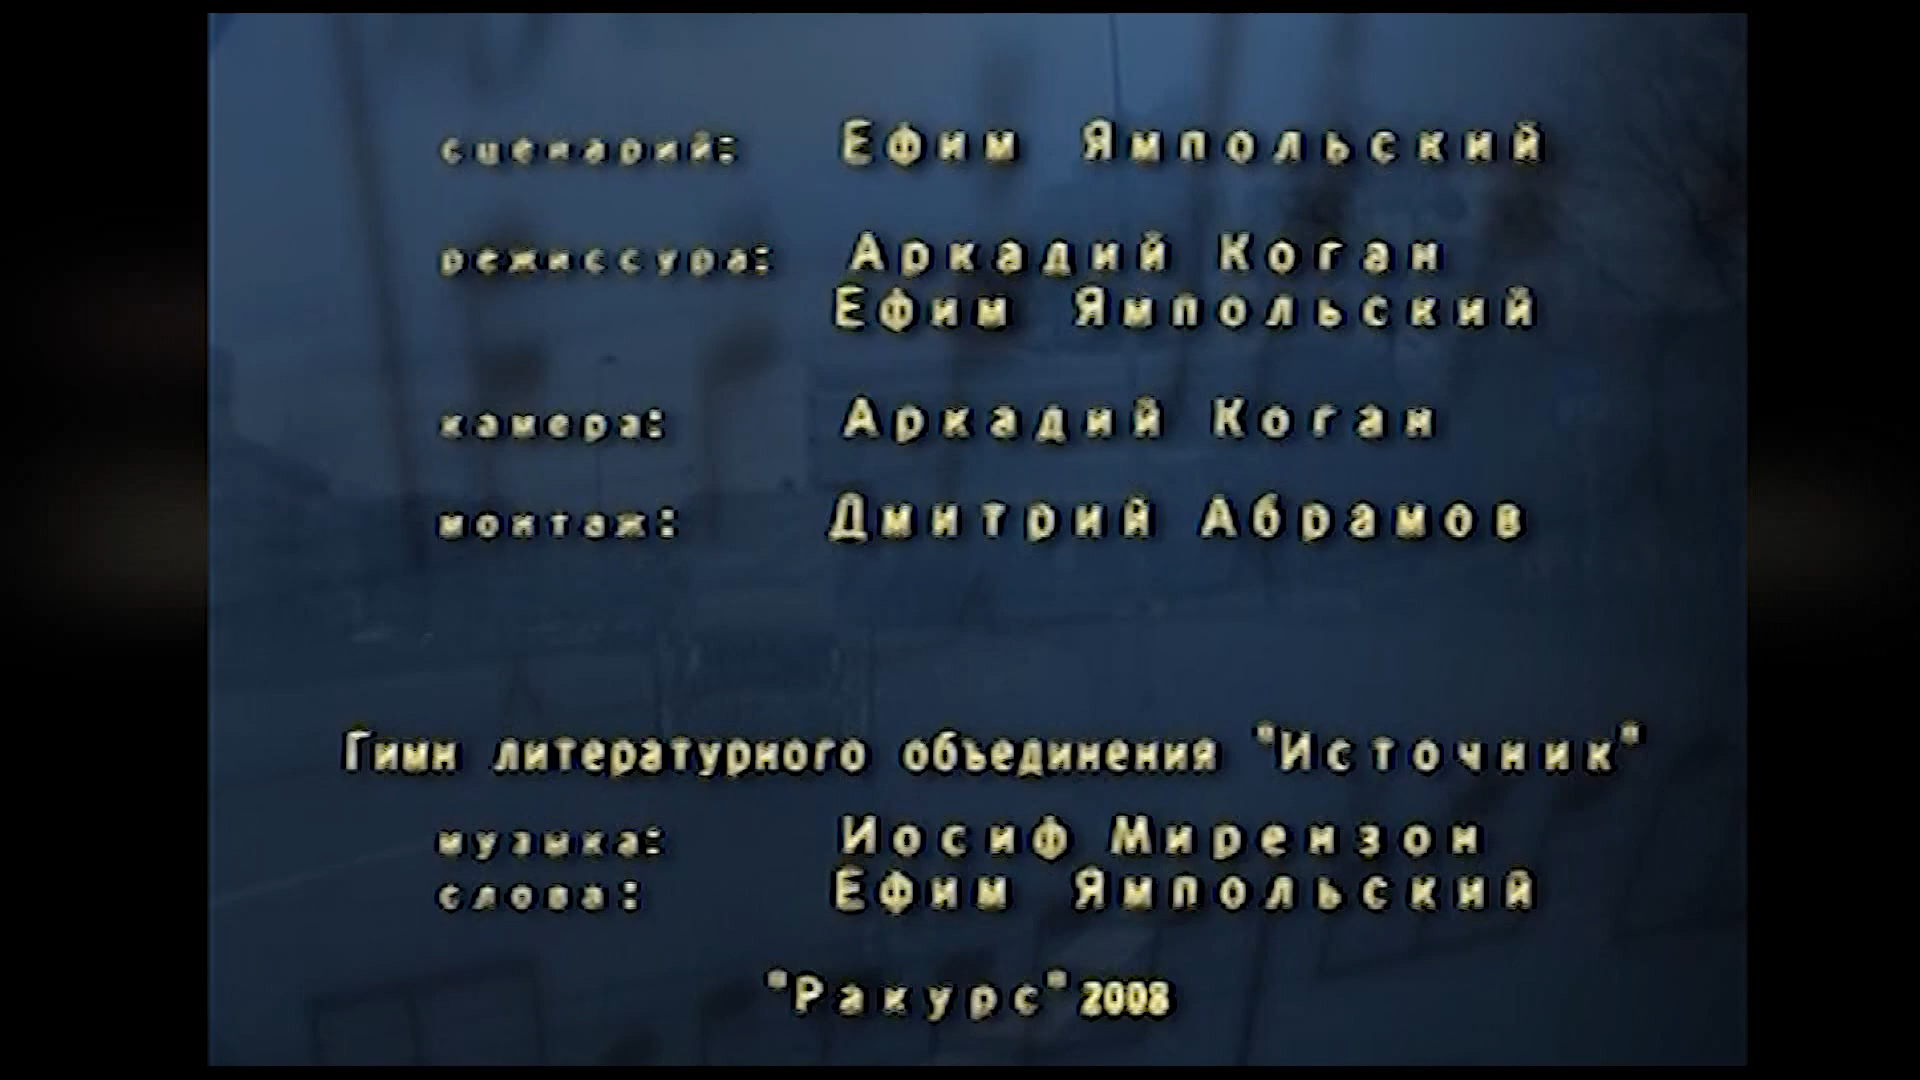 сценарий: Ефим Ямпольский
режиссура: Аркадий Коган
Ефим Ямпольский
камера: Аркадий Коган
монтаж: Дмитрий Абрамов
Гимн литературного объединения "Источник"
музыка: Иосиф Мирензон
слова: Ефим Ямпольский
"Ракурс" 2008